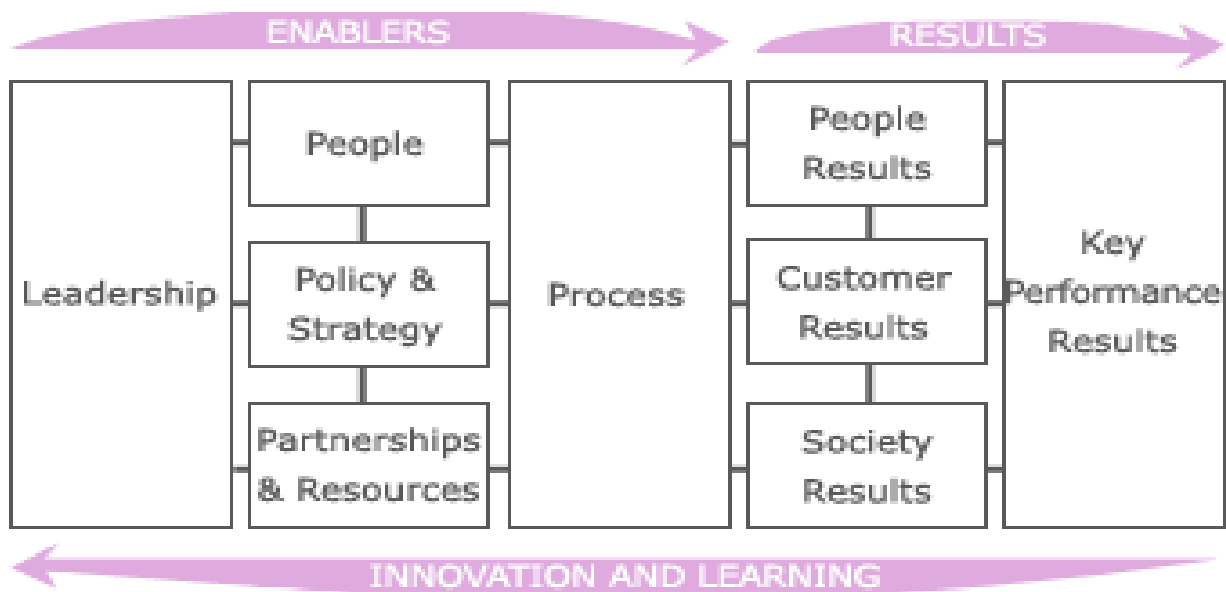 ENABLERS
RESULTS
Leadership
People
Policy &
Strategy
Partnerships
& Resources
Process
People
Results
Customer
Results
Society
Results
Key
Performance
Results
INNOVATION AND LEARNING